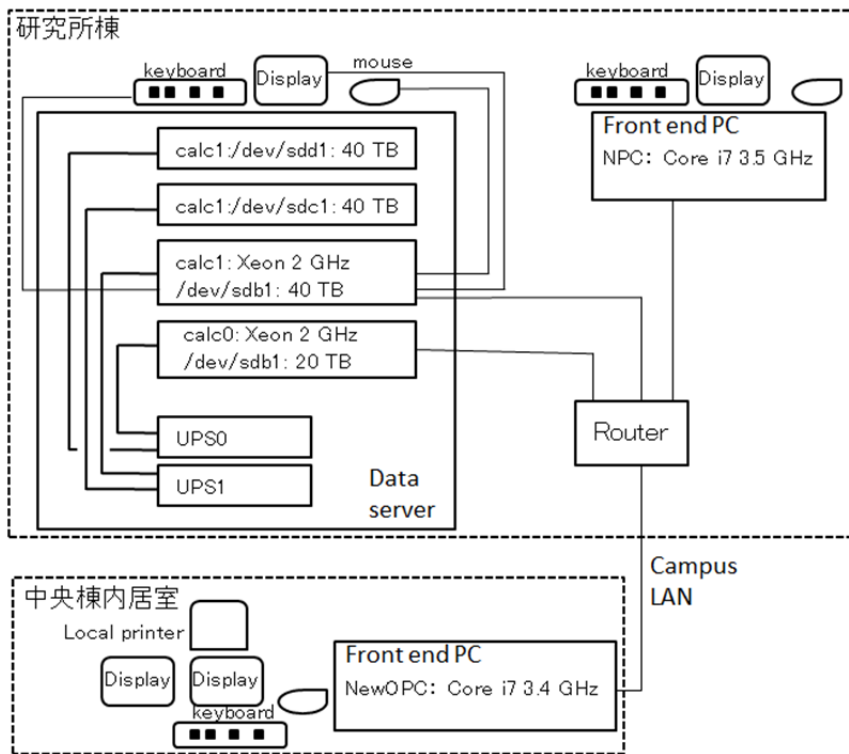 研究所棟
keyboard
Display
mouse
keyboard
Display
Front end PC
NPC: Core i7 3.5 GHz
calc1:/dev/sdd1: 40 TB
calc1:/dev/sdc1: 40 TB
calc1: Xeon 2 GHz
/dev/sdb1: 40 TB
calc0: Xeon 2 GHz
/dev/sdb1: 20 TB
UPS0
UPS1
Data
server
Router
Campus
LAN
中央棟内居室
Local printer
Display
Display
keyboard
Front end PC
NewOPC: Core i7 3.4 GHz